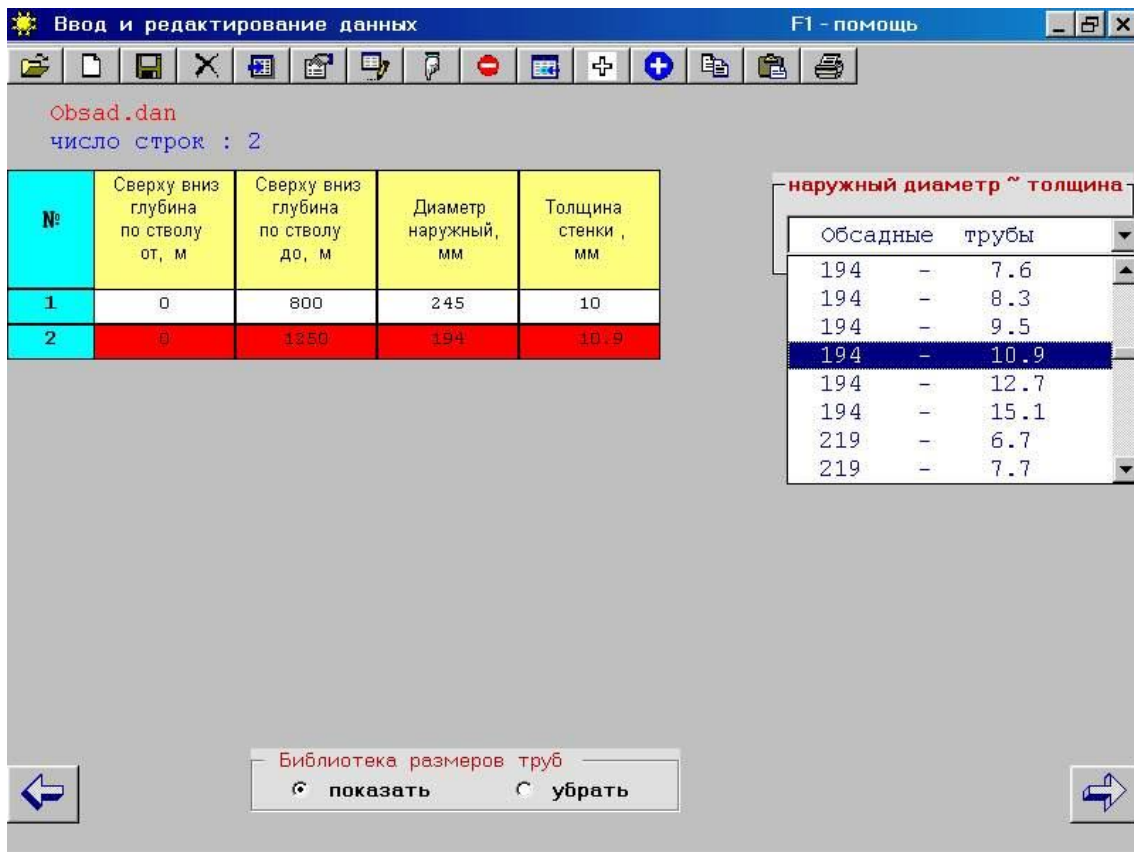 Ввод и редактирование данных F1 - помощь
Obsad.dan
число строк : 2
№
Сверху вниз
глубина
по стволу
от, м
Сверху вниз
глубина
по стволу
до, м
Диаметр
наружный,
мм
Толщина
стенки ,
мм
1 0 800 245 10
2 0 1250 194 10.9
наружный диаметр ~ толщина
Обсадные трубы
194 - 7.6
194 - 8.3
194 - 9.5
194 - 10.9
194 - 12.7
194 - 15.1
219 - 6.7
219 - 7.7
Библиотека размеров труб
показать убрать